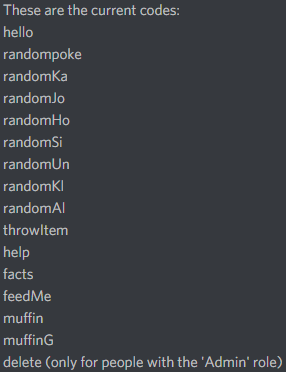 These are the current codes:
hello
randompoke
randomKa
randomJo
randomHo
randomSi
randomUn
randomKl
randomAl
throwItem
help
facts
feedMe
muffin
muffinG
delete (only for people with the 'Admin' role)